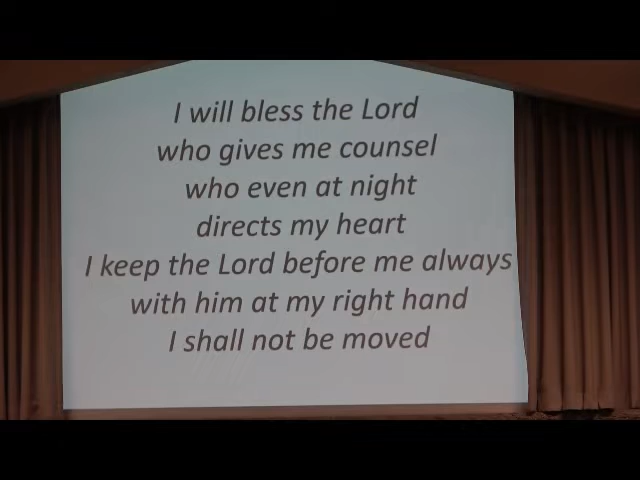 I will bless the Lord
who gives me counsel
who even at night
directs my heart
I keep the Lord before me always
with him at my right hand
I shall not be moved